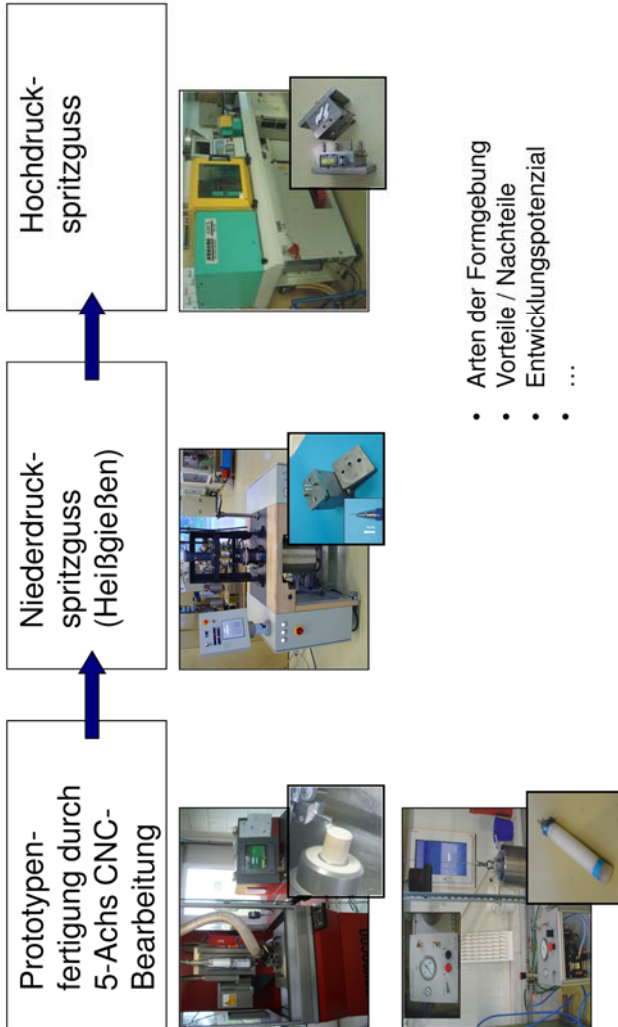 Prototypen-
fertigung durch
5-Achs CNC-
Bearbeitung
Niederdruck-
spritzguss
(Heißgießen)
Hochdruck-
spritzguss
• Arten der Formgebung
• Vorteile / Nachteile
• Entwicklungspotenzial
• …